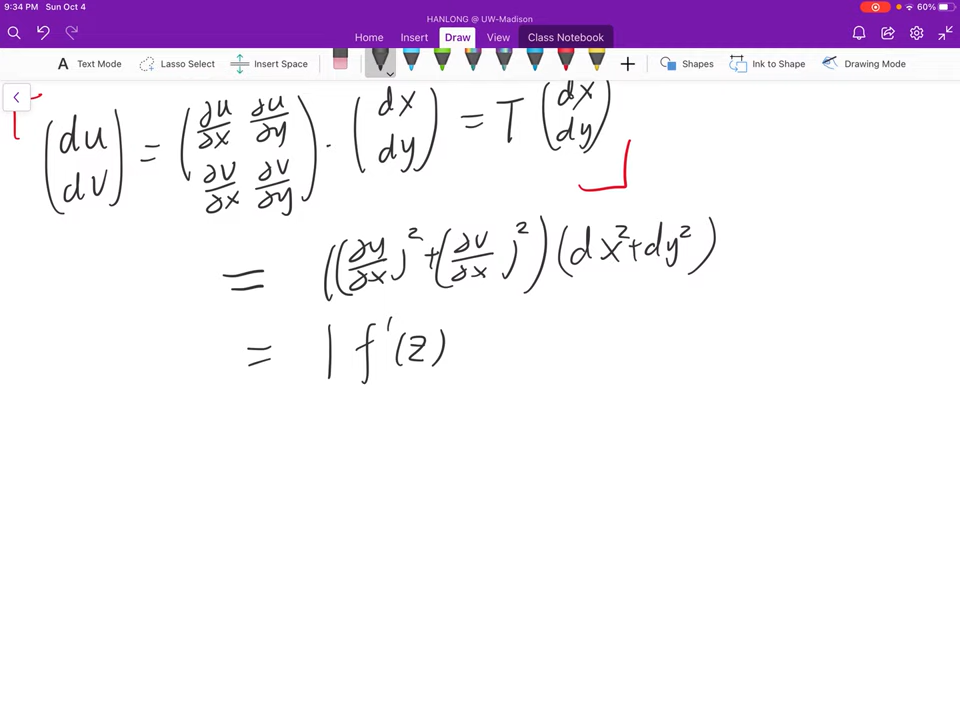 9:34 PM Sun Oct 4
60%
HANLONG @ UW-Madison
Home Insert Draw View Class Notebook
Text Mode Lasso Select Insert Space Shapes Ink to Shape Drawing Mode
(du dv) = (∂u/∂x ∂u/∂y ∂v/∂x ∂v/∂y) · (dx dy) = T (dx dy)
= ((∂y/∂x)² + (∂v/∂x)²)(dx² + dy²)
= | f'(z)